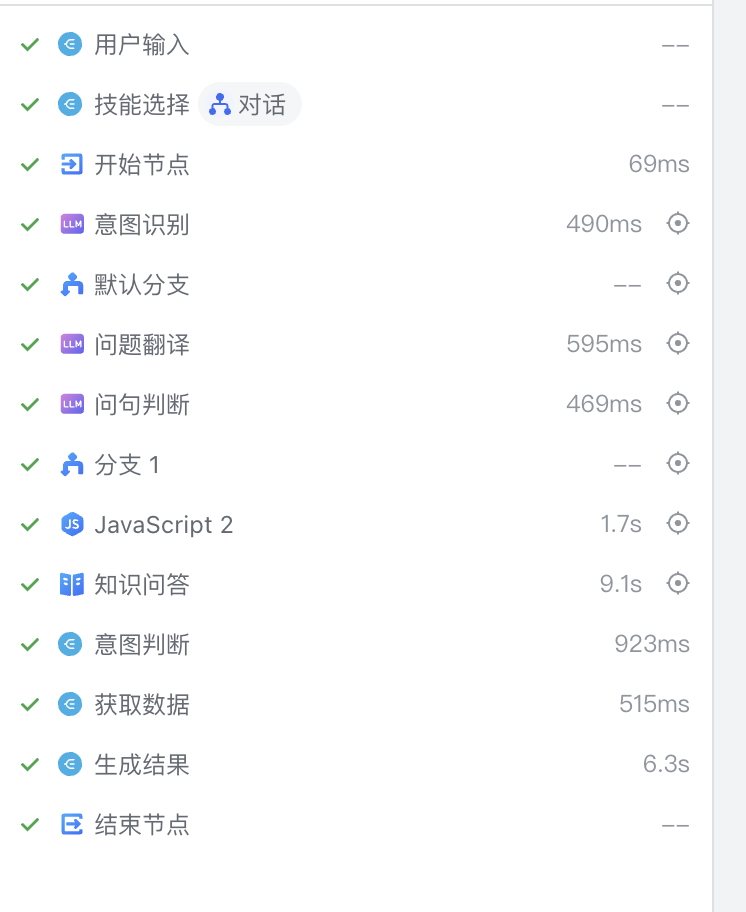 用户输入 --
技能选择 对话 --
开始节点 69ms
LLM 意图识别 490ms
默认分支 --
LLM 问题翻译 595ms
LLM 问句判断 469ms
分支 1 --
JS JavaScript 2 1.7s
知识问答 9.1s
意图判断 923ms
获取数据 515ms
生成结果 6.3s
结束节点 --